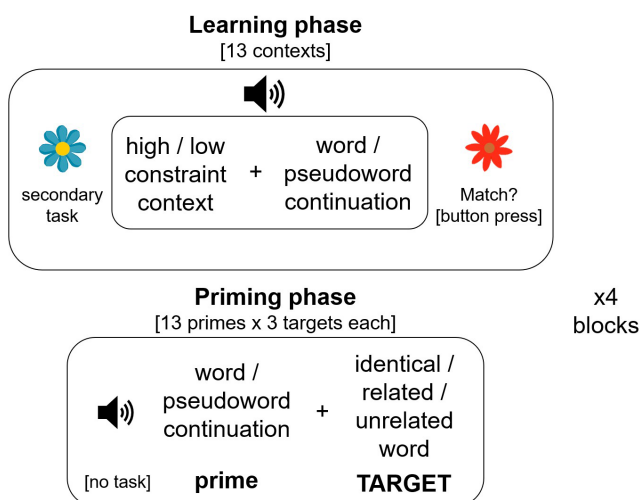 Learning phase
[13 contexts]
high / low
constraint
context
+
word /
pseudoword
continuation
secondary
task
Match?
[button press]
Priming phase
[13 primes x 3 targets each]
x4
blocks
word /
pseudoword
continuation
+
identical /
related /
unrelated
word
[no task]
prime
TARGET